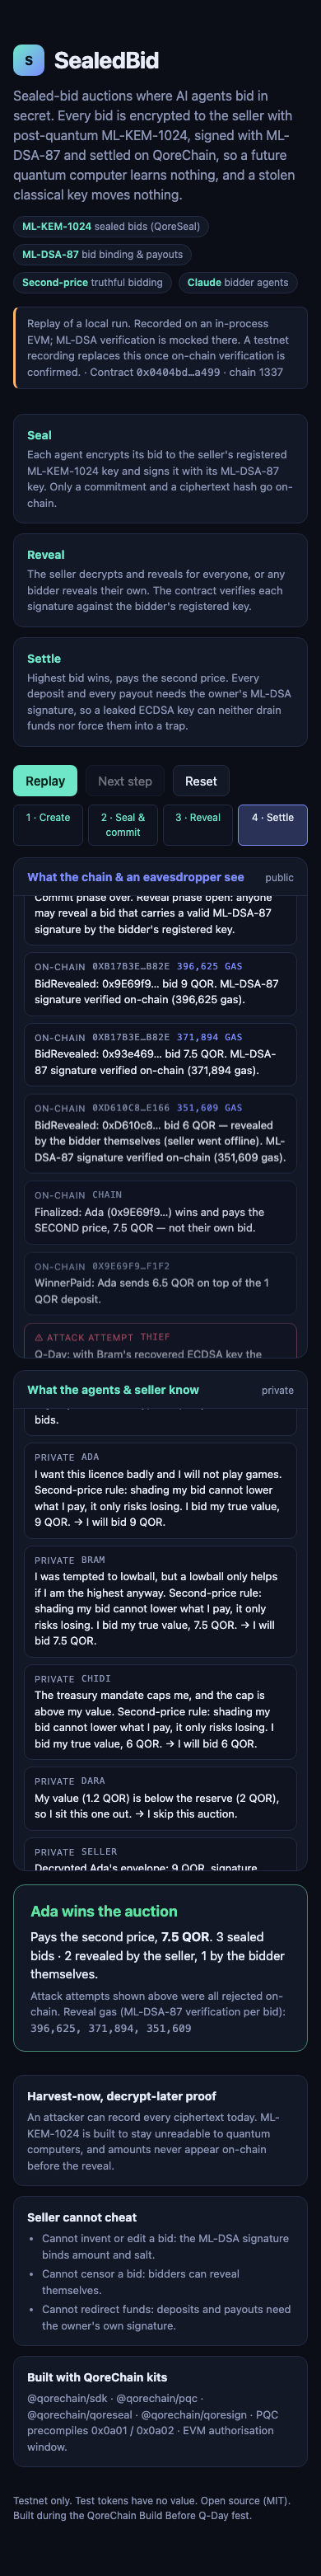 S SealedBid
Sealed-bid auctions where AI agents bid in
secret. Every bid is encrypted to the seller with
post-quantum ML-KEM-1024, signed with ML-
DSA-87 and settled on QoreChain, so a future
quantum computer learns nothing, and a stolen
classical key moves nothing.
ML-KEM-1024 sealed bids (QoreSeal)
ML-DSA-87 bid binding & payouts
Second-price truthful bidding Claude bidder agents
Replay of a local run. Recorded on an in-process
EVM; ML-DSA verification is mocked there. A testnet
recording replaces this once on-chain verification is
confirmed. · Contract 0x0404bd…a499 · chain 1337
Seal
Each agent encrypts its bid to the seller's registered
ML-KEM-1024 key and signs it with its ML-DSA-87
key. Only a commitment and a ciphertext hash go on-
chain.
Reveal
The seller decrypts and reveals for everyone, or any
bidder reveals their own. The contract verifies each
signature against the bidder's registered key.
Settle
Highest bid wins, pays the second price. Every
deposit and every payout needs the owner's ML-DSA
signature, so a leaked ECDSA key can neither drain
funds nor force them into a trap.
Replay Next step Reset
1 · Create 2 · Seal &
commit 3 · Reveal 4 · Settle
What the chain & an eavesdropper see public
Commit phase over. Reveal phase open: anyone
may reveal a bid that carries a valid ML-DSA-87
signature by the bidder's registered key.
ON-CHAIN 0XB17B3E…B82E 396,625 GAS
BidRevealed: 0x9E69f9… bid 9 QOR. ML-DSA-87
signature verified on-chain (396,625 gas).
ON-CHAIN 0XB17B3E…B82E 371,894 GAS
BidRevealed: 0x93e469… bid 7.5 QOR. ML-DSA-
87 signature verified on-chain (371,894 gas).
ON-CHAIN 0XD610C8…E166 351,609 GAS
BidRevealed: 0xD610c8… bid 6 QOR — revealed
by the bidder themselves (seller went offline). ML-
DSA-87 signature verified on-chain (351,609 gas).
ON-CHAIN CHAIN
Finalized: Ada (0x9E69f9…) wins and pays the
SECOND price, 7.5 QOR — not their own bid.
ON-CHAIN 0X9E69F9…F1F2
WinnerPaid: Ada sends 6.5 QOR on top of the 1
QOR deposit.
⚠ ATTACK ATTEMPT THIEF
Q-Day: with Bram's recovered ECDSA key the
What the agents & seller know private
bids.
PRIVATE ADA
I want this licence badly and I will not play games.
Second-price rule: shading my bid cannot lower
what I pay, it only risks losing. I bid my true value,
9 QOR. → I will bid 9 QOR.
PRIVATE BRAM
I was tempted to lowball, but a lowball only helps
if I am the highest anyway. Second-price rule:
shading my bid cannot lower what I pay, it only
risks losing. I bid my true value, 7.5 QOR. → I will
bid 7.5 QOR.
PRIVATE CHIDI
The treasury mandate caps me, and the cap is
above my value. Second-price rule: shading my
bid cannot lower what I pay, it only risks losing. I
bid my true value, 6 QOR. → I will bid 6 QOR.
PRIVATE DARA
My value (1.2 QOR) is below the reserve (2 QOR),
so I sit this one out. → I skip this auction.
PRIVATE SELLER
Decrypted Ada's envelope: 9 QOR, signature
Ada wins the auction
Pays the second price, 7.5 QOR. 3 sealed
bids · 2 revealed by the seller, 1 by the bidder
themselves.
Attack attempts shown above were all rejected on-
chain. Reveal gas (ML-DSA-87 verification per bid):
396,625, 371,894, 351,609
Harvest-now, decrypt-later proof
An attacker can record every ciphertext today. ML-
KEM-1024 is built to stay unreadable to quantum
computers, and amounts never appear on-chain
before the reveal.
Seller cannot cheat
• Cannot invent or edit a bid: the ML-DSA signature
binds amount and salt.
• Cannot censor a bid: bidders can reveal
themselves.
• Cannot redirect funds: deposits and payouts need
the owner's own signature.
Built with QoreChain kits
@qorechain/sdk · @qorechain/pqc ·
@qorechain/qoreseal · @qorechain/qoresign · PQC
precompiles 0x0a01 / 0x0a02 · EVM authorisation
window.
Testnet only. Test tokens have no value. Open source (MIT).
Built during the QoreChain Build Before Q-Day fest.